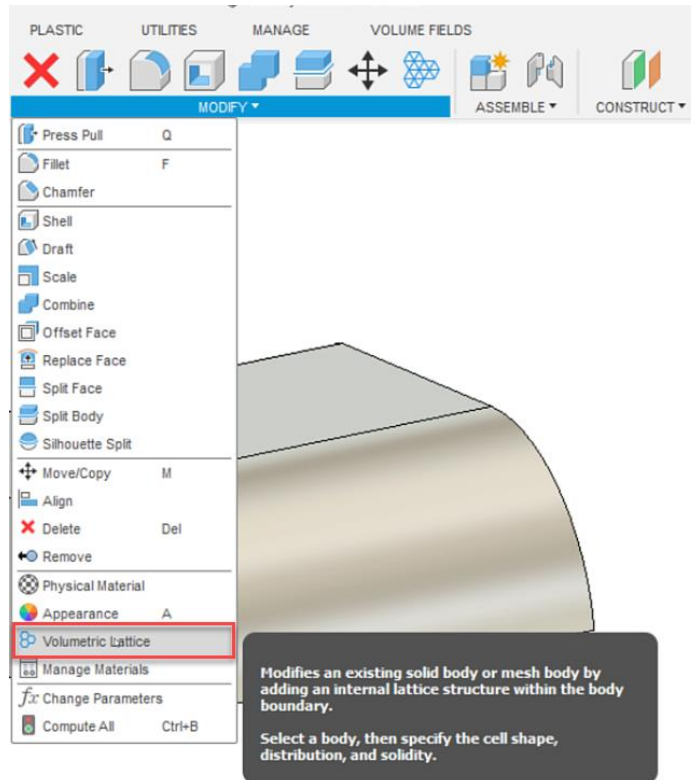 PLASTIC UTILITIES MANAGE VOLUME FIELDS
MODIFY ASSEMBLE CONSTRUCT
Press Pull Q
Fillet F
Chamfer
Shell
Draft
Scale
Combine
Offset Face
Replace Face
Split Face
Split Body
Silhouette Split
Move/Copy M
Align
Delete Del
Remove
Physical Material
Appearance A
Volumetric Lattice
Manage Materials
fx Change Parameters
Compute All Ctrl+B
Modifies an existing solid body or mesh body by
adding an internal lattice structure within the body
boundary.
Select a body, then specify the cell shape,
distribution, and solidity.